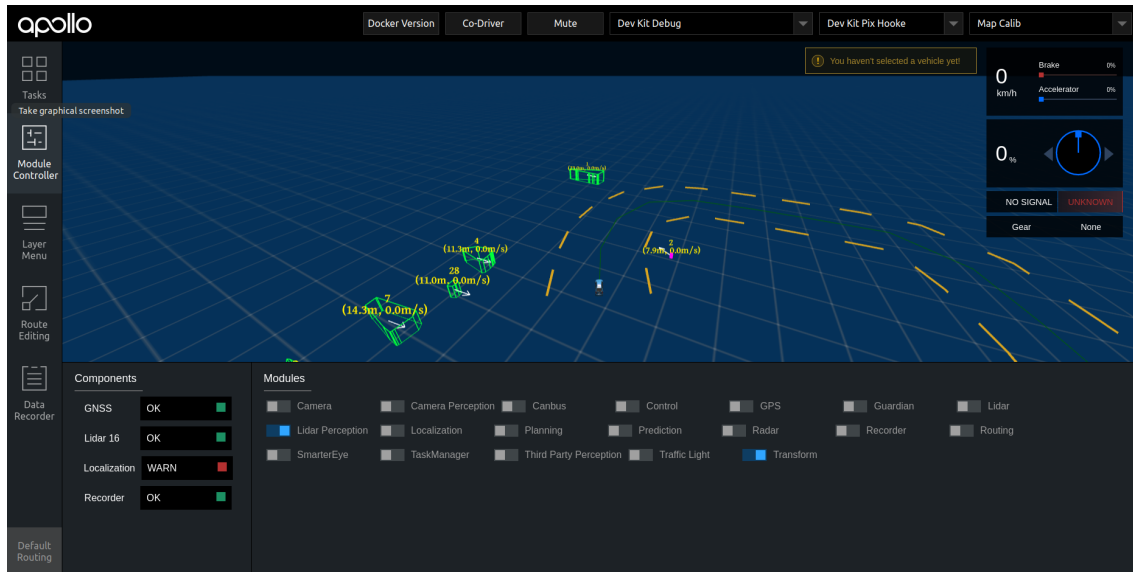 apollo
Docker Version Co-Driver Mute Dev Kit Debug Dev Kit Pix Hooke Map Calib
You haven't selected a vehicle yet!
Tasks
Take graphical screenshot
Module
Controller
Layer
Menu
Route
Editing
Data
Recorder
Default
Routing
0
km/h
Brake 0%
Accelerator 0%
0 %
NO SIGNAL UNKNOWN
Gear None
4
(11.3m, 0.0m/s)
2
(7.9m, 0.0m/s)
28
(11.0m, 0.0m/s)
7
(14.3m, 0.0m/s)
Components
GNSS OK
Lidar 16 OK
Localization WARN
Recorder OK
Modules
Camera Camera Perception Canbus Control GPS Guardian Lidar
Lidar Perception Localization Planning Prediction Radar Recorder Routing
SmarterEye TaskManager Third Party Perception Traffic Light Transform